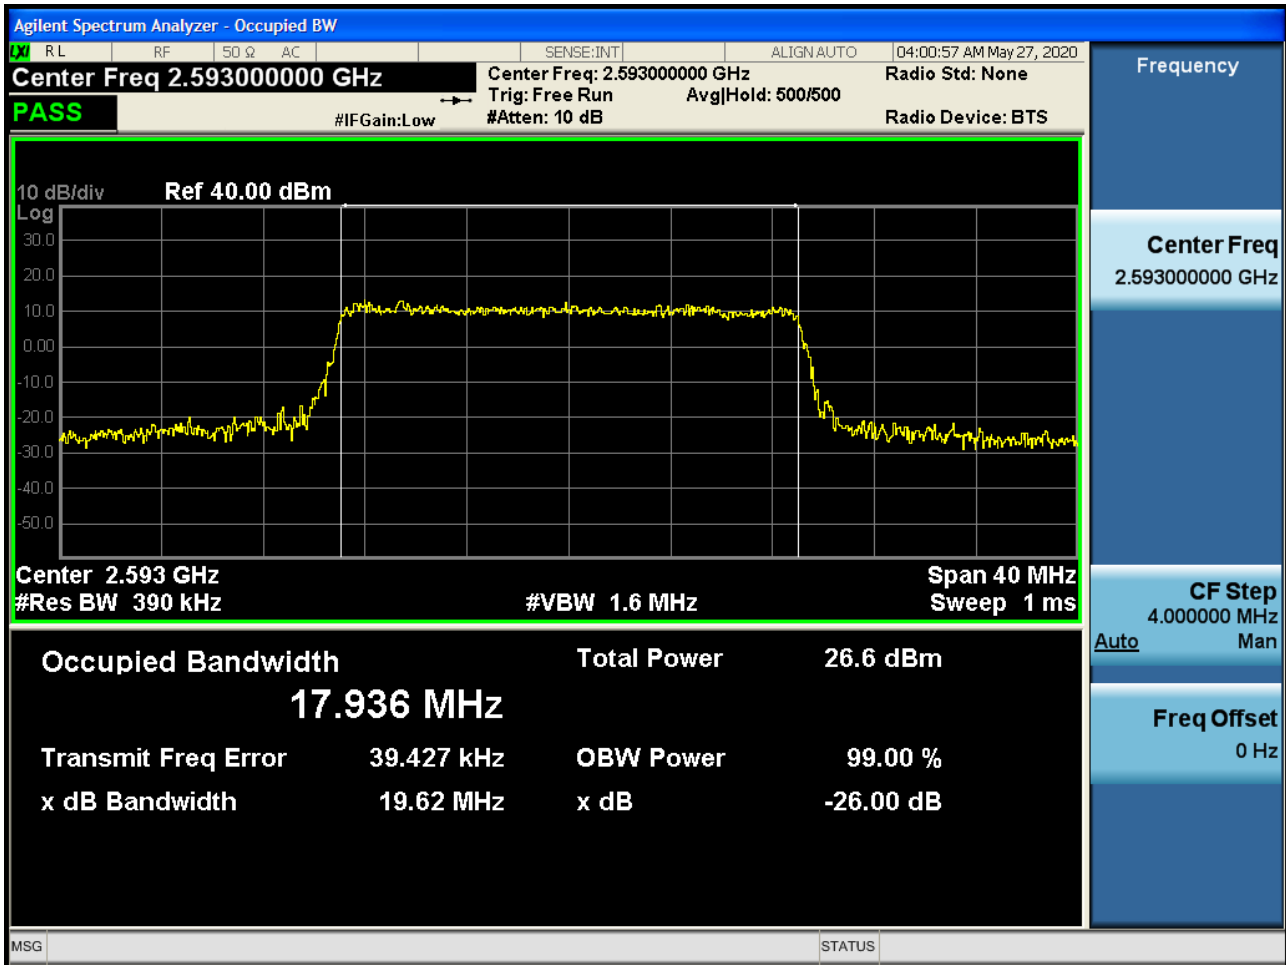 Agilent Spectrum Analyzer - Occupied BW
LXI RL RF 50 Ω AC SENSE:INT ALIGN AUTO 04:00:57 AM May 27, 2020
Center Freq 2.593000000 GHz
PASS
#IFGain:Low
Center Freq: 2.593000000 GHz
Trig: Free Run Avg|Hold: 500/500
#Atten: 10 dB
Radio Std: None
Radio Device: BTS
10 dB/div Ref 40.00 dBm
Log
30.0
20.0
10.0
0.00
-10.0
-20.0
-30.0
-40.0
-50.0
Center 2.593 GHz Span 40 MHz
#Res BW 390 kHz #VBW 1.6 MHz Sweep 1 ms
Occupied Bandwidth Total Power 26.6 dBm
17.936 MHz
Transmit Freq Error 39.427 kHz OBW Power 99.00 %
x dB Bandwidth 19.62 MHz x dB -26.00 dB
Frequency
Center Freq
2.593000000 GHz
CF Step
4.000000 MHz
Auto Man
Freq Offset
0 Hz
MSG STATUS